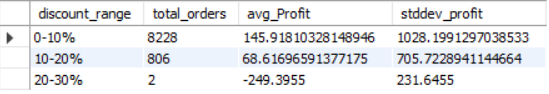 discount_range total_orders avg_Profit stddev_profit
0-10% 8228 145.91810328148946 1028.1991297038533
10-20% 806 68.61696591377175 705.7228941144664
20-30% 2 -249.3955 231.6455